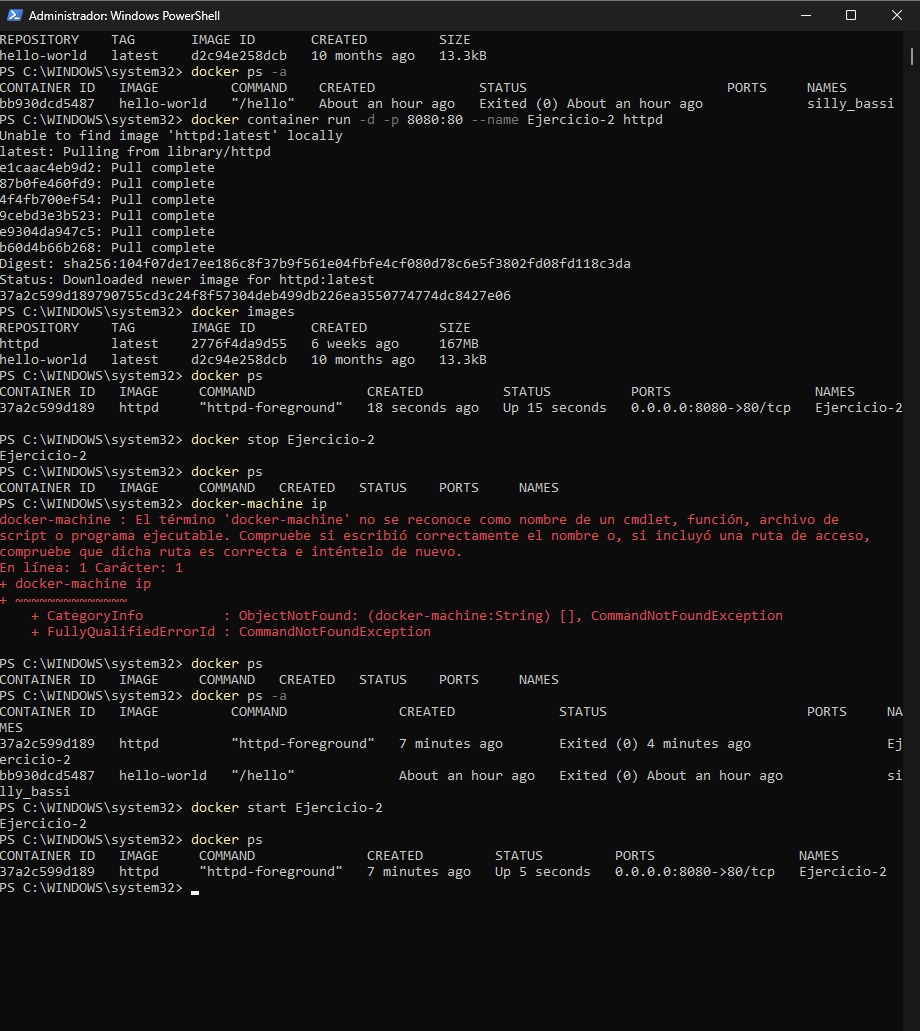 Administrador: Windows PowerShell
REPOSITORY    TAG       IMAGE ID       CREATED         SIZE
hello-world   latest    d2c94e258dcb   10 months ago   13.3kB
PS C:\WINDOWS\system32> docker ps -a
CONTAINER ID   IMAGE         COMMAND    CREATED             STATUS                         PORTS     NAMES
bb930dcd5487   hello-world   "/hello"   About an hour ago   Exited (0) About an hour ago             silly_bassi
PS C:\WINDOWS\system32> docker container run -d -p 8080:80 --name Ejercicio-2 httpd
Unable to find image 'httpd:latest' locally
latest: Pulling from library/httpd
e1caac4eb9d2: Pull complete
87b0fe460fd9: Pull complete
4f4fb700ef54: Pull complete
9cebd3e3b523: Pull complete
e9304da947c5: Pull complete
b60d4b66b268: Pull complete
Digest: sha256:104f07de17ee186c8f37b9f561e04fbfe4cf080d78c6e5f3802fd08fd118c3da
Status: Downloaded newer image for httpd:latest
37a2c599d189790755cd3c24f8f57304deb499db226ea3550774774dc8427e06
PS C:\WINDOWS\system32> docker images
REPOSITORY    TAG       IMAGE ID       CREATED         SIZE
httpd         latest    2776f4da9d55   6 weeks ago     167MB
hello-world   latest    d2c94e258dcb   10 months ago   13.3kB
PS C:\WINDOWS\system32> docker ps
CONTAINER ID   IMAGE     COMMAND              CREATED          STATUS          PORTS                  NAMES
37a2c599d189   httpd     "httpd-foreground"   18 seconds ago   Up 15 seconds   0.0.0.0:8080->80/tcp   Ejercicio-2
PS C:\WINDOWS\system32> docker stop Ejercicio-2
Ejercicio-2
PS C:\WINDOWS\system32> docker ps
CONTAINER ID   IMAGE     COMMAND   CREATED   STATUS    PORTS     NAMES
PS C:\WINDOWS\system32> docker-machine ip
docker-machine : El término 'docker-machine' no se reconoce como nombre de un cmdlet, función, archivo de
script o programa ejecutable. Compruebe si escribió correctamente el nombre o, si incluyó una ruta de acceso,
compruebe que dicha ruta es correcta e inténtelo de nuevo.
En línea: 1 Carácter: 1
+ docker-machine ip
+ ~~~~~~~~~~~~~~
    + CategoryInfo          : ObjectNotFound: (docker-machine:String) [], CommandNotFoundException
    + FullyQualifiedErrorId : CommandNotFoundException
PS C:\WINDOWS\system32> docker ps
CONTAINER ID   IMAGE     COMMAND   CREATED   STATUS    PORTS     NAMES
PS C:\WINDOWS\system32> docker ps -a
CONTAINER ID   IMAGE         COMMAND              CREATED             STATUS                         PORTS     NA
MES
37a2c599d189   httpd         "httpd-foreground"   7 minutes ago       Exited (0) 4 minutes ago                 Ej
ercicio-2
bb930dcd5487   hello-world   "/hello"             About an hour ago   Exited (0) About an hour ago             si
lly_bassi
PS C:\WINDOWS\system32> docker start Ejercicio-2
Ejercicio-2
PS C:\WINDOWS\system32> docker ps
CONTAINER ID   IMAGE     COMMAND              CREATED         STATUS         PORTS                  NAMES
37a2c599d189   httpd     "httpd-foreground"   7 minutes ago   Up 5 seconds   0.0.0.0:8080->80/tcp   Ejercicio-2
PS C:\WINDOWS\system32>